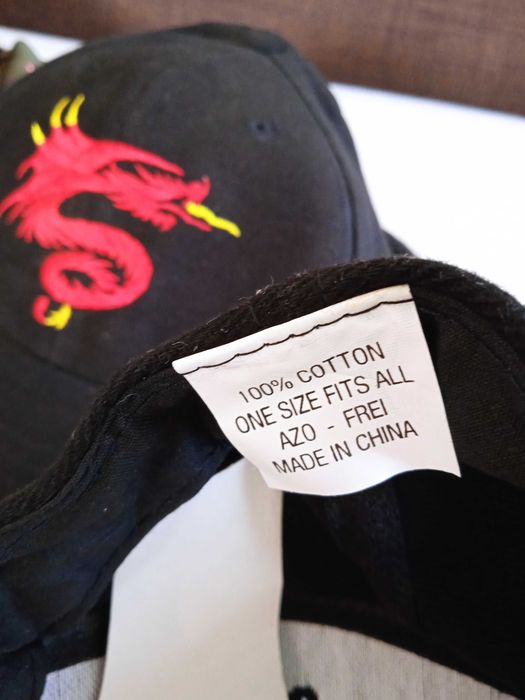 100% COTTON
ONE SIZE FITS ALL
AZO - FREI
MADE IN CHINA